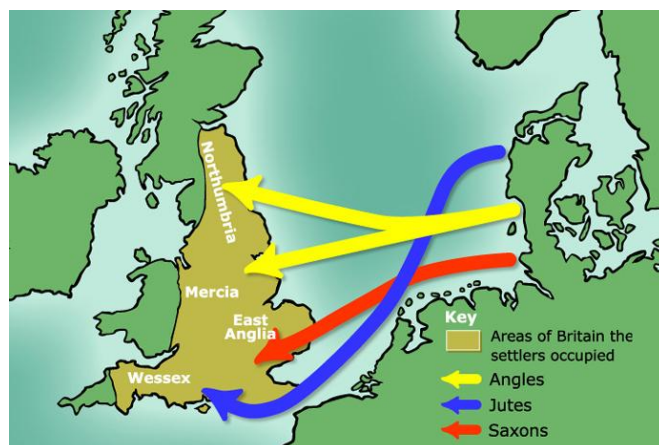 Northumbria
Mercia
East
Anglia
Wessex
Key
Areas of Britain the
settlers occupied
Angles
Jutes
Saxons